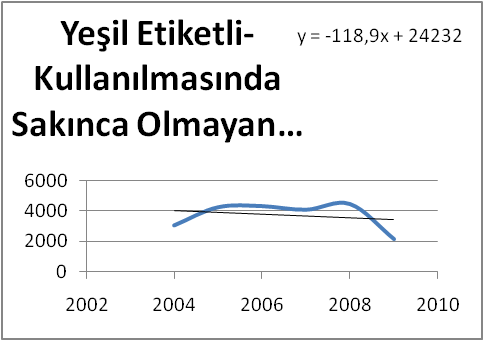 Yeşil Etiketli-
Kullanılmasında
Sakınca Olmayan...
y = -118,9x + 24232
6000
4000
2000
0
2002 2004 2006 2008 2010